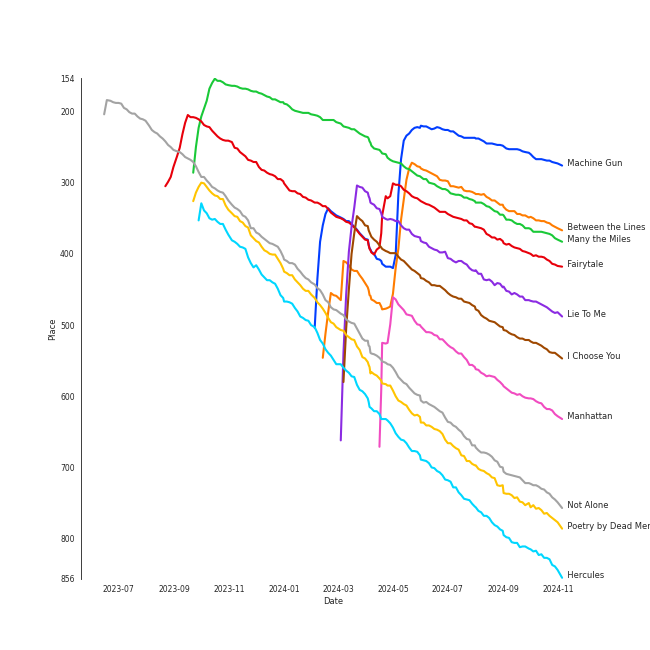 154
200
300
400
500
600
700
800
856
Place
2023-07
2023-09
2023-11
2024-01
2024-03
2024-05
2024-07
2024-09
2024-11
Date
Machine Gun
Between the Lines
Many the Miles
Fairytale
Lie To Me
I Choose You
Manhattan
Not Alone
Poetry by Dead Men
Hercules